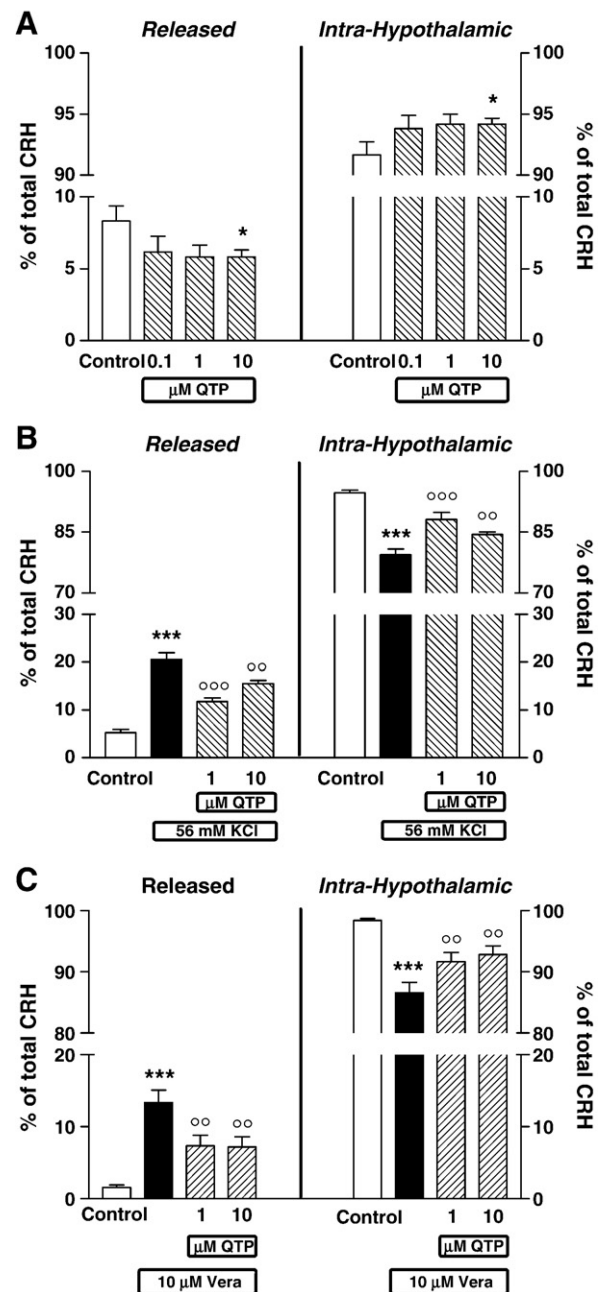 A
Released Intra-Hypothalamic
100 100
95 * 95
90 90
% of total CRH % of total CRH
10 10
5 * 5
0 0
Control 0.1 1 10 Control 0.1 1 10
μM QTP μM QTP
B
Released Intra-Hypothalamic
100 100
°°° °°
85 *** 85
70 70
% of total CRH % of total CRH
30 30
***
20 °° 20
°°°
10 10
0 0
Control 1 10 Control 1 10
μM QTP μM QTP
56 mM KCl 56 mM KCl
C
Released Intra-Hypothalamic
100 100
*** °° °°
90 90
80 80
% of total CRH % of total CRH
20 20
***
10 °° °° 10
0 0
Control 1 10 Control 1 10
μM QTP μM QTP
10 μM Vera 10 μM Vera